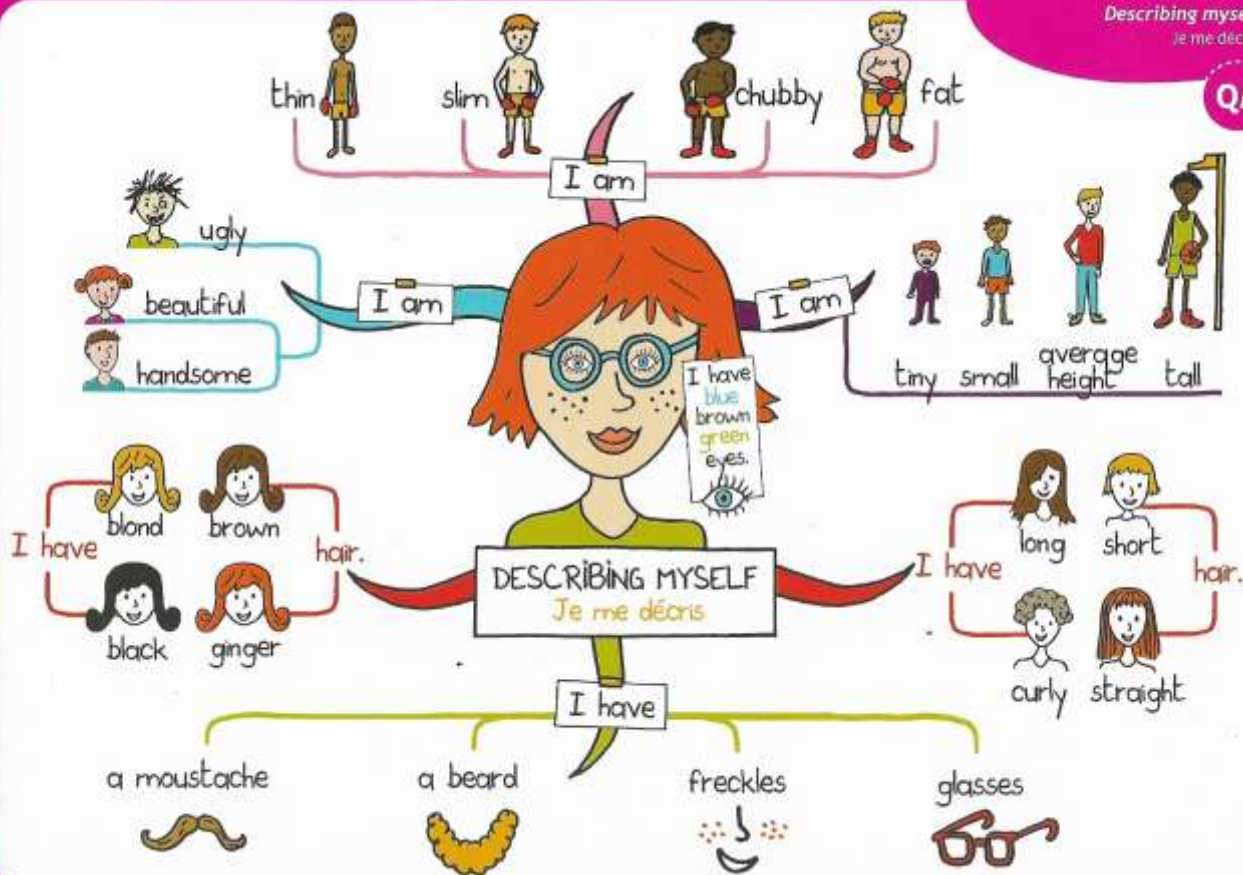 Describing myse
Je me déc
Q
thin
slim
chubby
fat
I am
ugly
beautiful
handsome
I am
I am
tiny
small
average
height
tall
I have
blue
brown
green
eyes.
I have
blond
brown
black
ginger
hair.
I have
long
short
curly
straight
hair.
DESCRIBING MYSELF
Je me décris
I have
a moustache
a beard
freckles
glasses